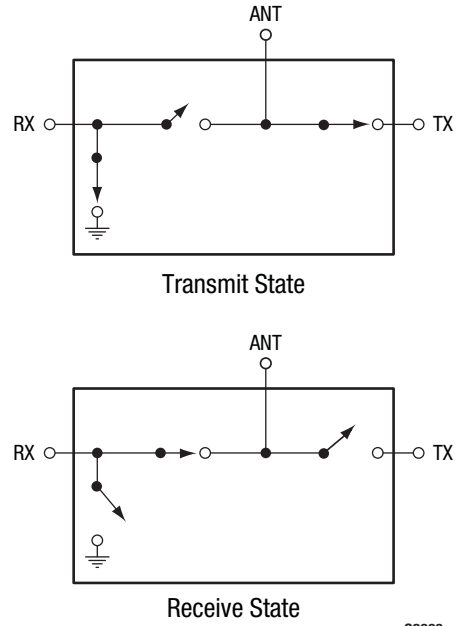 ANT
RX
TX
Transmit State
ANT
RX
TX
Receive State